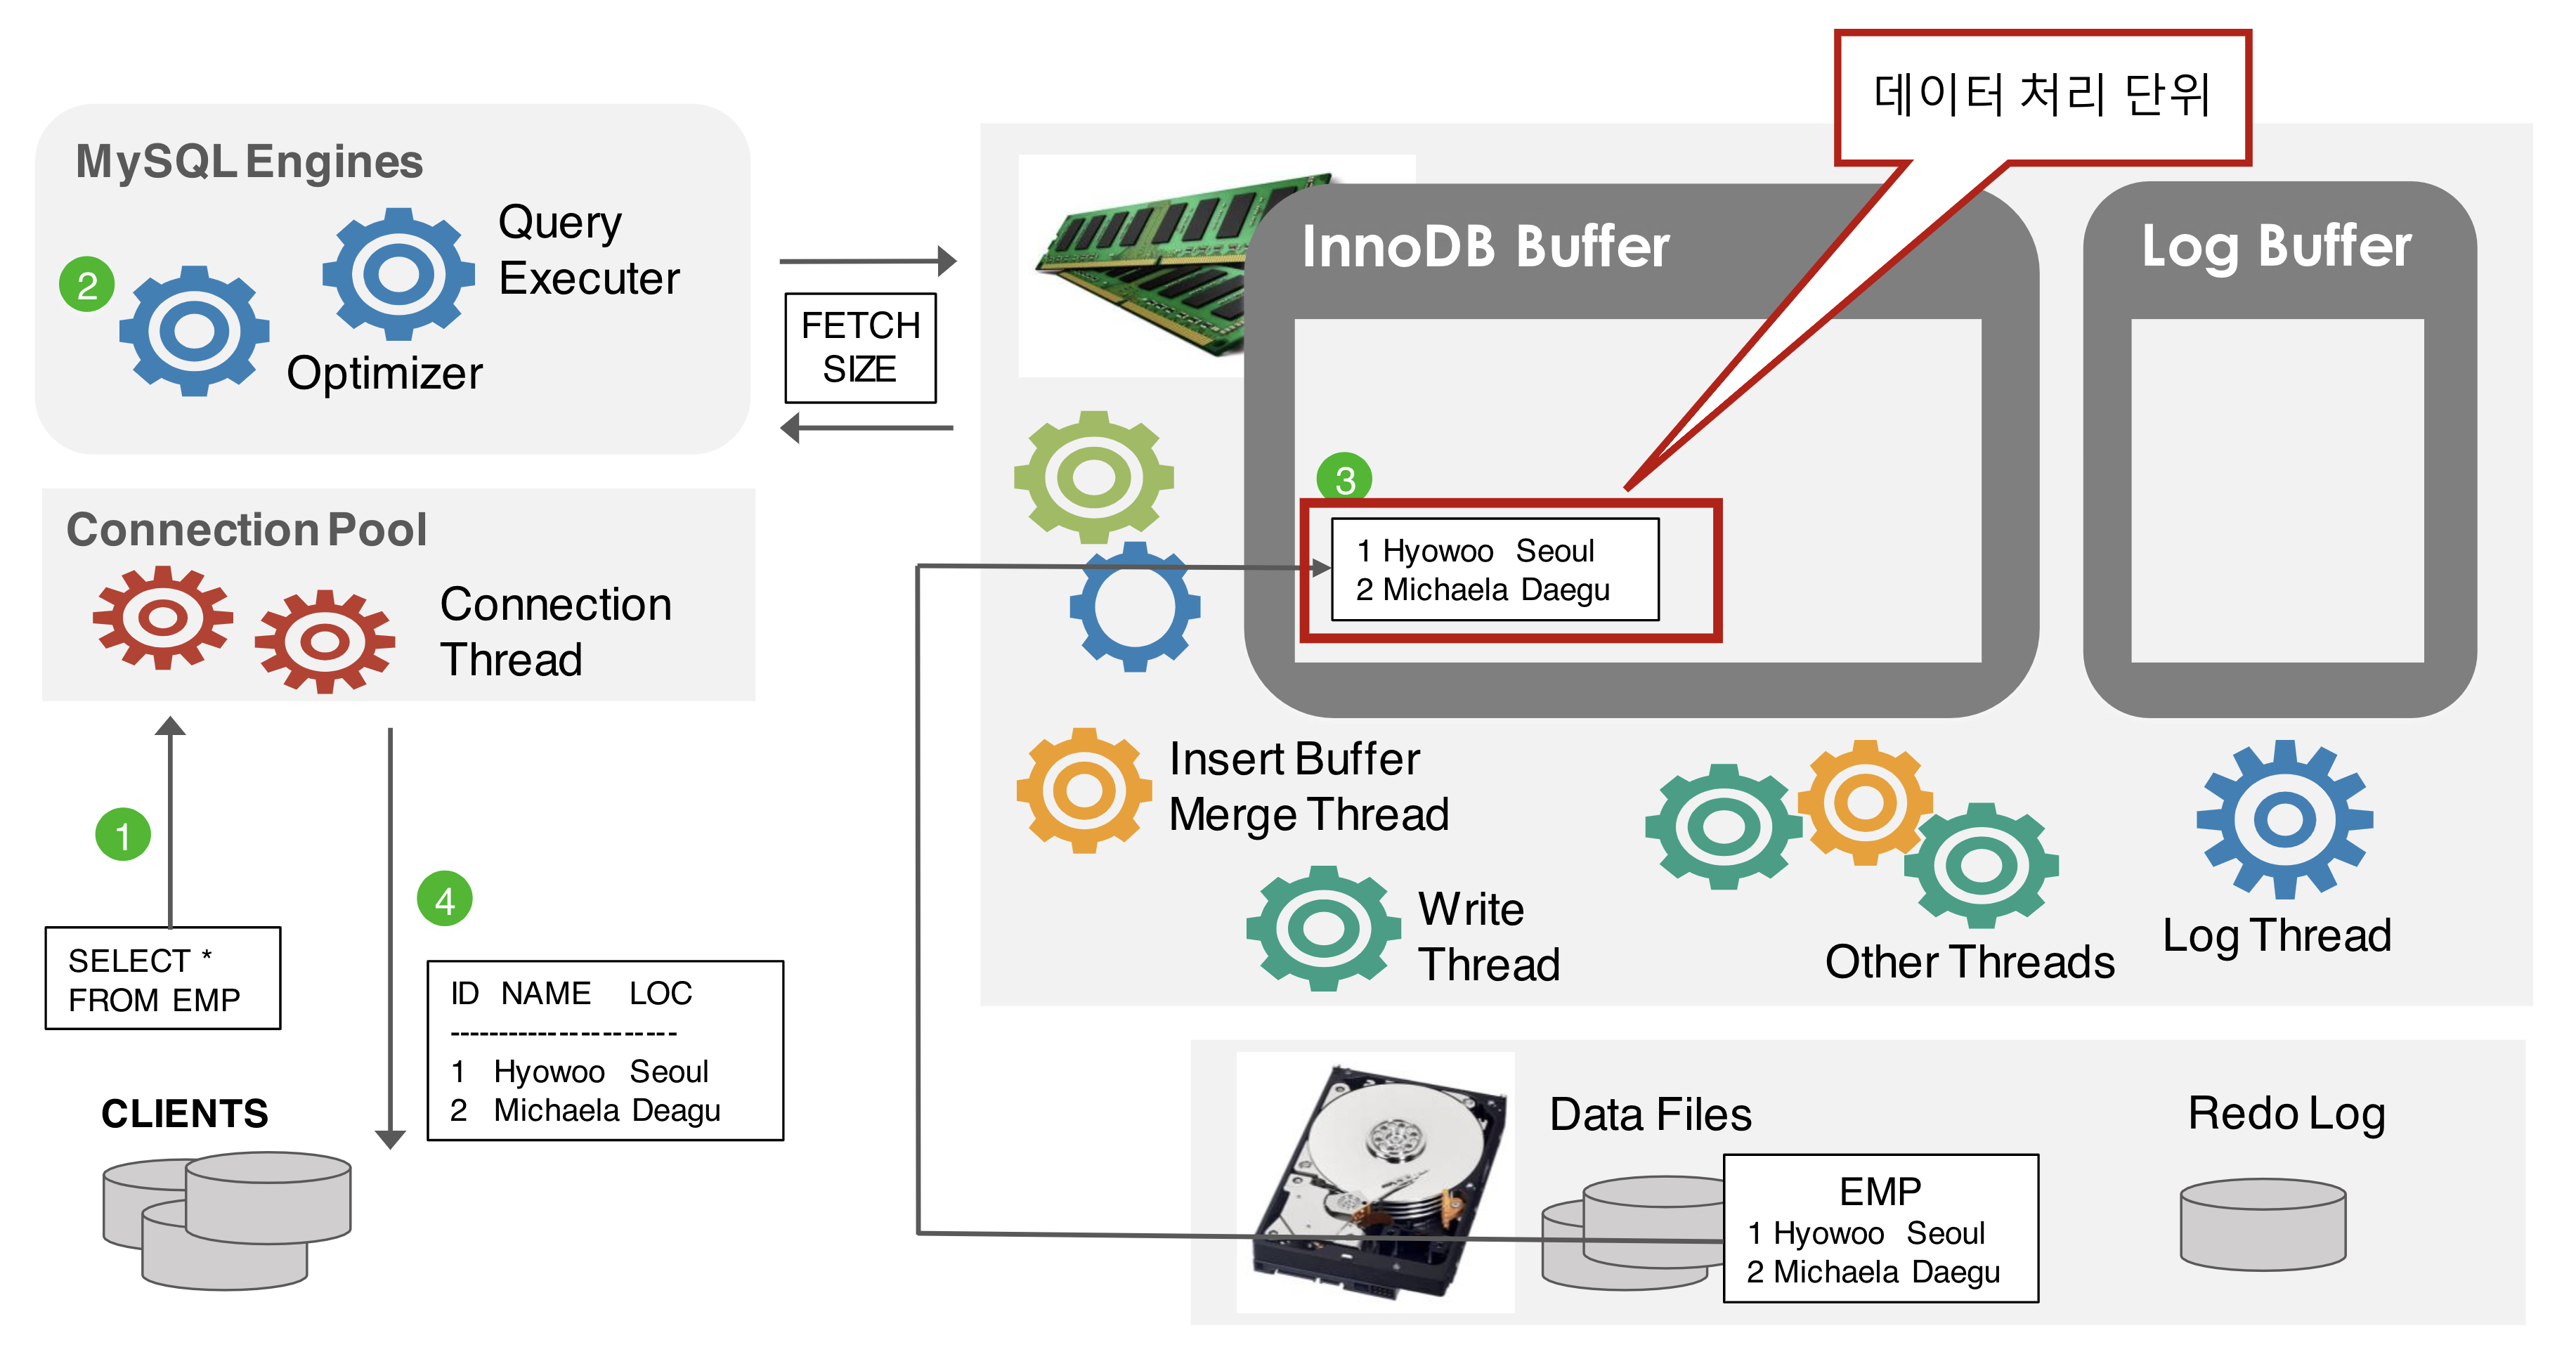 데이터 처리 단위
MySQL Engines
2
Query
Executer
Optimizer
FETCH
SIZE
InnoDB Buffer
Log Buffer
3
1 Hyowoo Seoul
2 Michaela Daegu
Connection Pool
Connection
Thread
Insert Buffer
Merge Thread
Write
Thread
Other Threads
Log Thread
1
4
SELECT *
FROM EMP
ID NAME LOC
----------------------
1 Hyowoo Seoul
2 Michaela Deagu
CLIENTS
Data Files
EMP
1 Hyowoo Seoul
2 Michaela Daegu
Redo Log